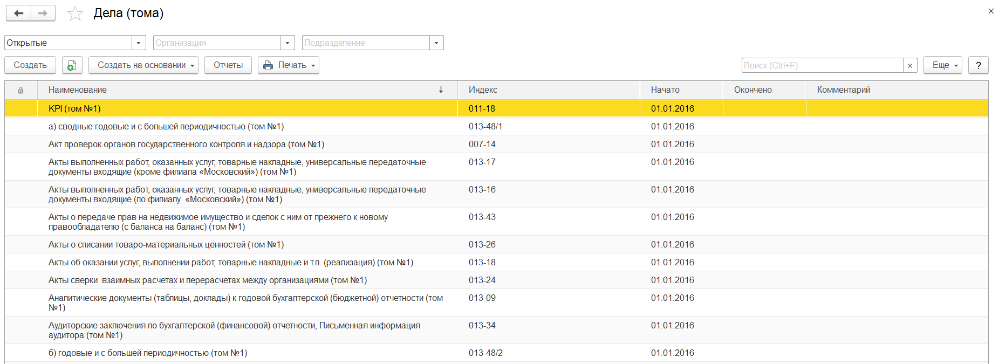 Дела (тома)
Открытые Организация Подразделение
Создать Создать на основании Отчеты Печать Поиск (Ctrl+F) Еще ?
Наименование Индекс Начато Окончено Комментарий
KPI (том №1) 011-18 01.01.2016
а) сводные годовые и с большей периодичностью (том №1) 013-48/1 01.01.2016
Акт проверок органов государственного контроля и надзора (том №1) 007-14 01.01.2016
Акты выполненных работ, оказанных услуг, товарные накладные, универсальные передаточные 013-17 01.01.2016
документы входящие (кроме филиала «Московский») (том №1)
Акты выполненных работ, оказанных услуг, товарные накладные, универсальные передаточные 013-16 01.01.2016
документы входящие (по филиалу «Московский») (том №1)
Акты о передаче прав на недвижимое имущество и сделок с ним от прежнего к новому 013-43 01.01.2016
правообладателю (с баланса на баланс) (том №1)
Акты о списании товаро-материальных ценностей (том №1) 013-26 01.01.2016
Акты об оказании услуг, выполнении работ, товарные накладные и т.п. (реализация) (том №1) 013-18 01.01.2016
Акты сверки взаимных расчетах и перерасчетах между организациями (том №1) 013-24 01.01.2016
Аналитические документы (таблицы, доклады) к годовой бухгалтерской (бюджетной) отчетности (том 013-09 01.01.2016
№1)
Аудиторские заключения по бухгалтерской (финансовой) отчетности, Письменная информация 013-34 01.01.2016
аудитора (том №1)
б) годовые и с большей периодичностью (том №1) 013-48/2 01.01.2016